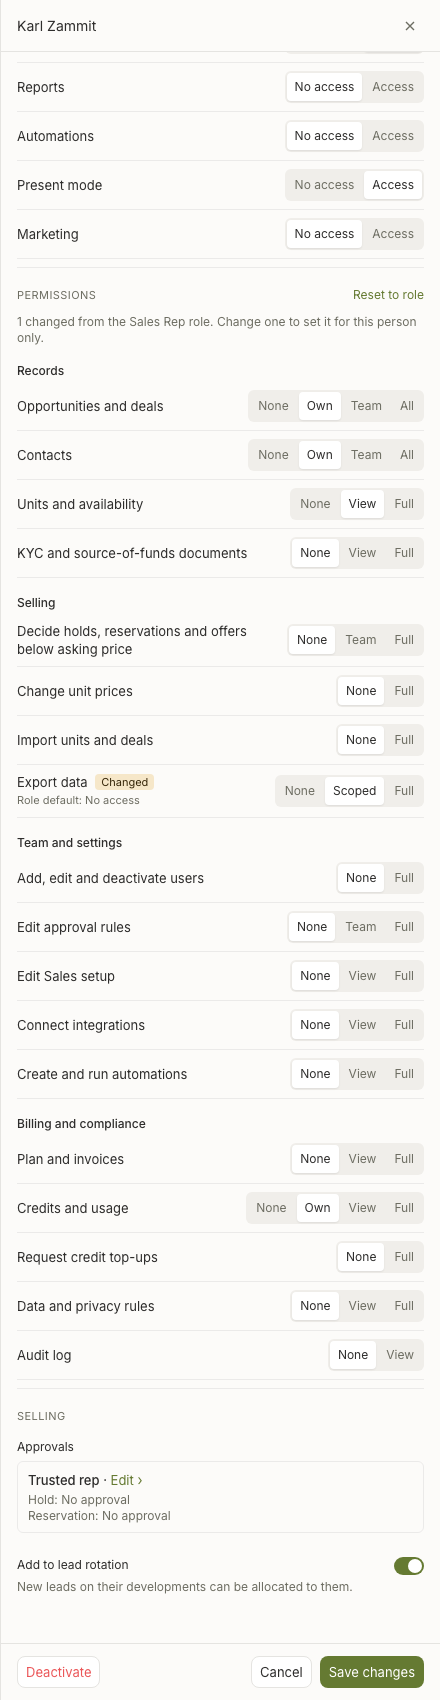 Karl Zammit ×
Reports No access Access
Automations No access Access
Present mode No access Access
Marketing No access Access
PERMISSIONS Reset to role
1 changed from the Sales Rep role. Change one to set it for this person
only.
Records
Opportunities and deals None Own Team All
Contacts None Own Team All
Units and availability None View Full
KYC and source-of-funds documents None View Full
Selling
Decide holds, reservations and offers
below asking price None Team Full
Change unit prices None Full
Import units and deals None Full
Export data Changed None Scoped Full
Role default: No access
Team and settings
Add, edit and deactivate users None Full
Edit approval rules None Team Full
Edit Sales setup None View Full
Connect integrations None View Full
Create and run automations None View Full
Billing and compliance
Plan and invoices None View Full
Credits and usage None Own View Full
Request credit top-ups None Full
Data and privacy rules None View Full
Audit log None View
SELLING
Approvals
Trusted rep · Edit ›
Hold: No approval
Reservation: No approval
Add to lead rotation
New leads on their developments can be allocated to them.
Deactivate Cancel Save changes